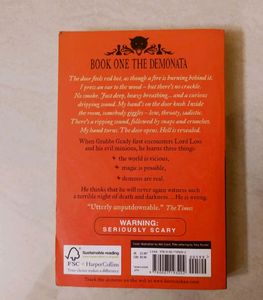 BOOK ONE THE DEMONATA
The door feels red hot, as though a fire is burning behind it.
I press an ear to the wood – but there's no crackle.
No smoke. Just deep, heavy breathing... and a curious
dripping sound. My hand's on the door knob. Inside the
room, somebody giggles – low, throaty, sadistic.
There's a ripping sound, followed by snaps and crunches.
My hand turns. The door opens. Hell is revealed.
When Grubbs Grady first encounters Lord Loss
and his evil minions, he learns three things:
• the world is vicious,
• magic is possible,
• demons are real.
He thinks that he will never again witness such
a terrible night of death and darkness... He is wrong.
"Utterly unputdownable." The Times
WARNING:
SERIOUSLY SCARY
Sustainable reading
FSC
HarperCollins